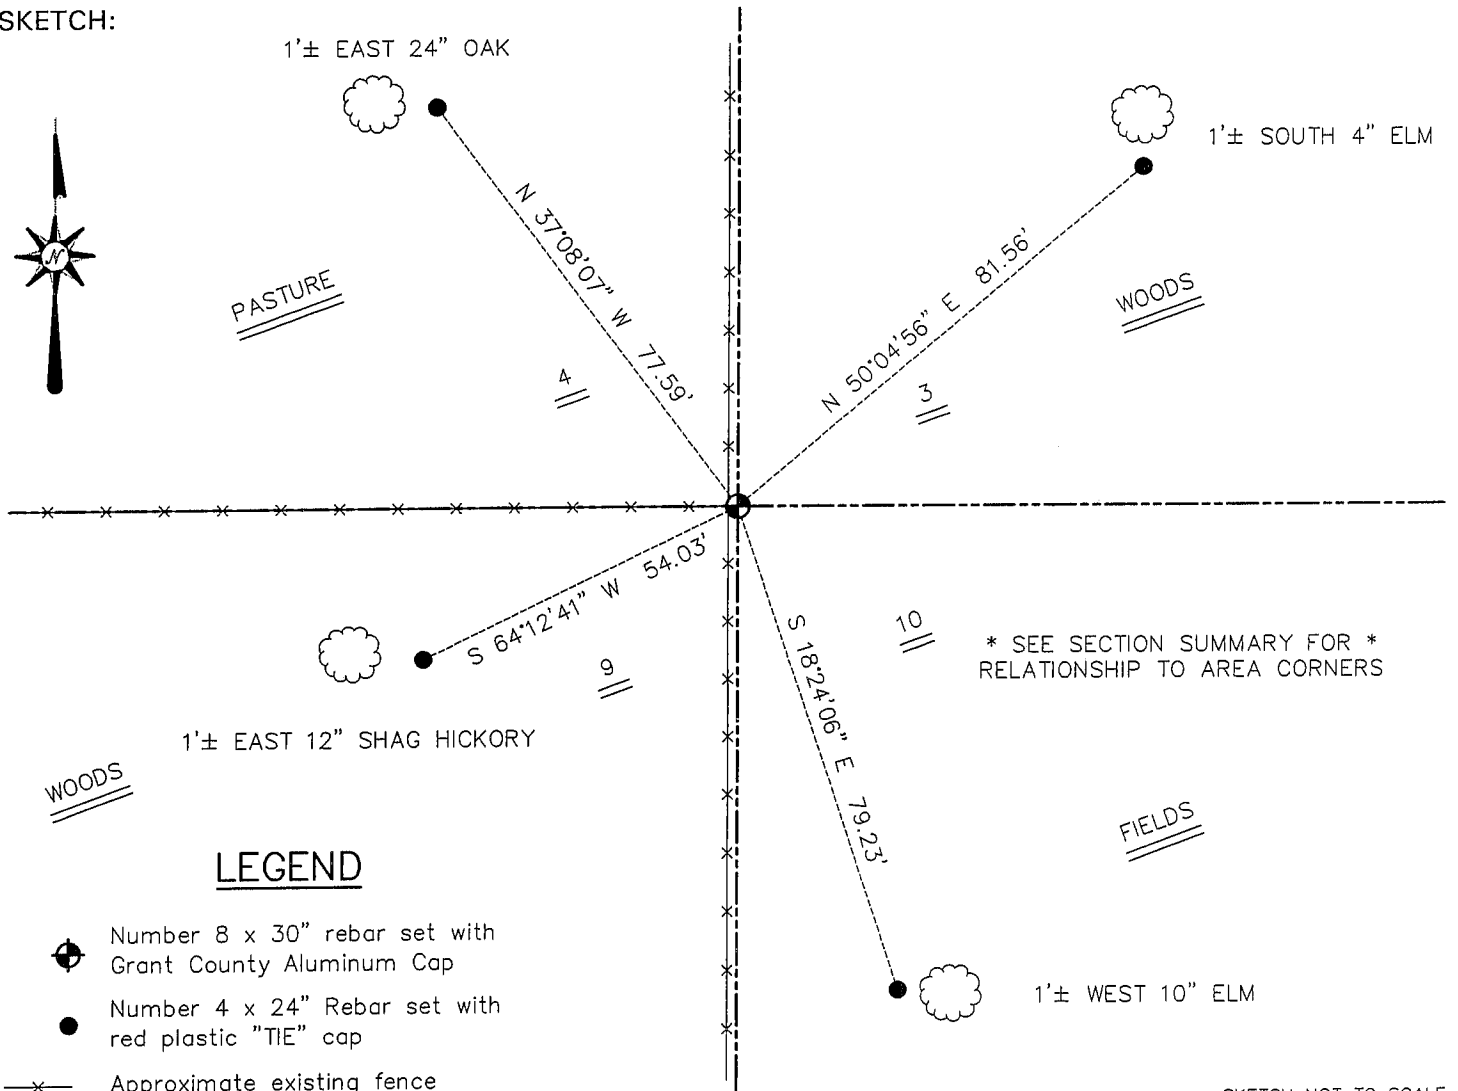 SKETCH:
1'± EAST 24" OAK
1'± SOUTH 4" ELM
N
N 37°08'07" W 77.59'
N 50°04'56" E 81.56'
PASTURE
WOODS
4
3
S 64°12'41" W 54.03'
S 18°24'06" E 79.23'
10
9
* SEE SECTION SUMMARY FOR *
RELATIONSHIP TO AREA CORNERS
1'± EAST 12" SHAG HICKORY
WOODS
FIELDS
LEGEND
Number 8 x 30" rebar set with
Grant County Aluminum Cap
Number 4 x 24" Rebar set with
red plastic "TIE" cap
1'± WEST 10" ELM
Approximate existing fence
SKETCH NOT TO SCALE